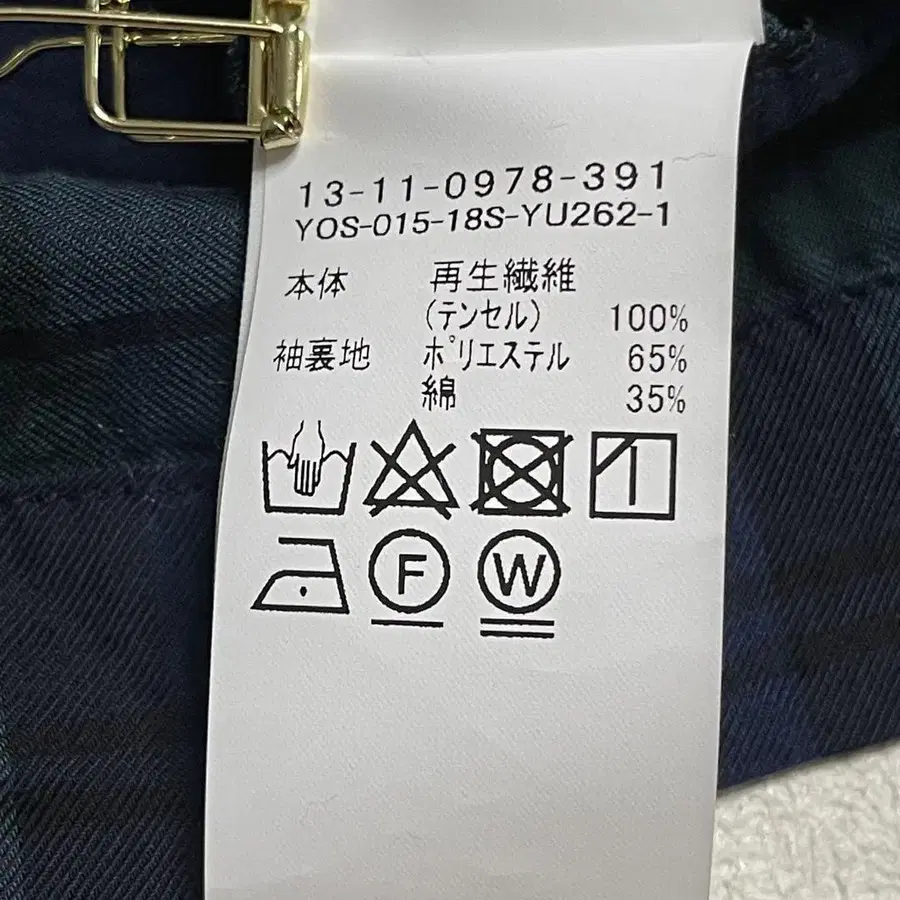 13-11-0978-391
YOS-015-18S-YU262-1
本体 再生繊維
(テンセル) 100%
袖裏地 ポリエステル 65%
綿 35%
F W